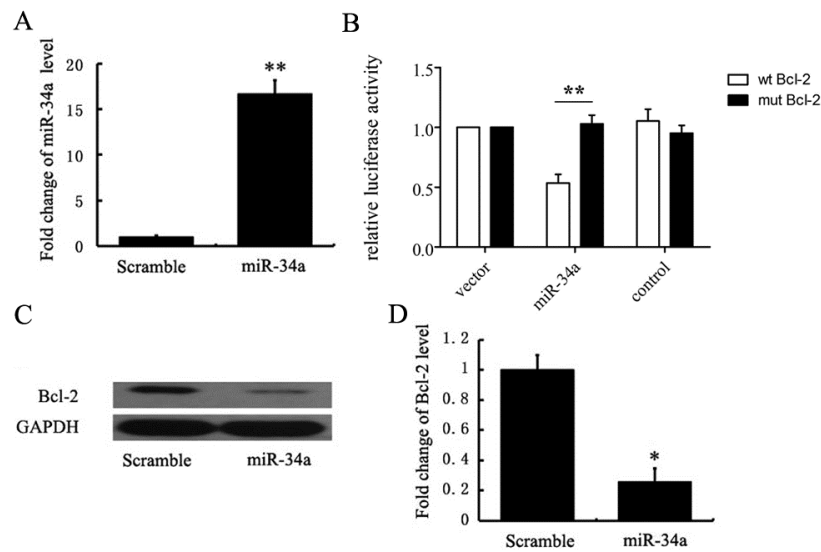 A
Fold change of miR-34a level
20
15
10
5
0
**
Scramble
miR-34a
B
relative luciferase activity
1.5
1.0
0.5
0.0
**
wt Bcl-2
mut Bcl-2
vector
miR-34a
control
C
Bcl-2
GAPDH
Scramble
miR-34a
D
Fold change of Bcl-2 level
1.2
1
0.8
0.6
0.4
0.2
0
*
Scramble
miR-34a